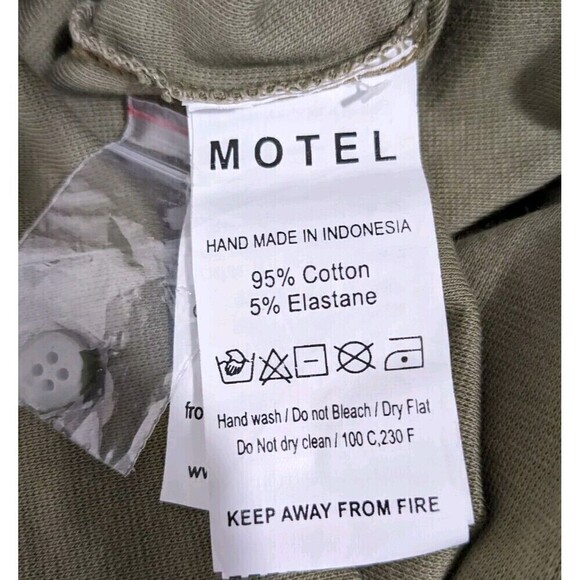 MOTEL
HAND MADE IN INDONESIA
95% Cotton
5% Elastane
Hand wash / Do not Bleach / Dry Flat
Do Not dry clean / 100 C,230 F
KEEP AWAY FROM FIRE